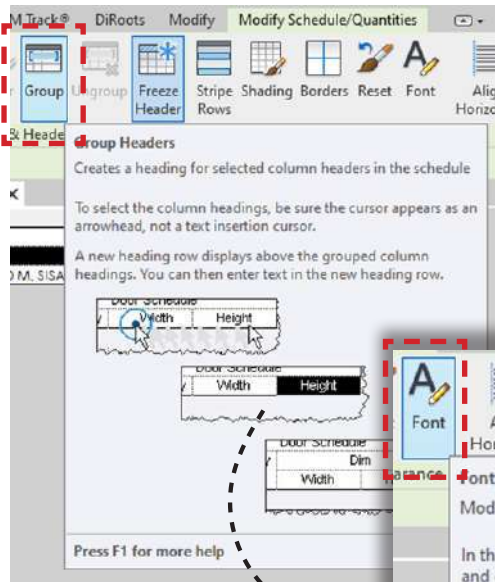 M Track® DiRoots Modify Modify Schedule/Quantities
Group Ungroup Freeze Header Stripe Rows Shading Borders Reset Font
& Heade
Group Headers
Creates a heading for selected column headers in the schedule
To select the column headings, be sure the cursor appears as an
arrowhead, not a text insertion cursor.
A new heading row displays above the grouped column
headings. You can then enter text in the new heading row.
Door Schedule
Width Height
Door Schedule
Width Height
Door Schedule
Dim
Width
Press F1 for more help
Font
Font
Mod
In th
and